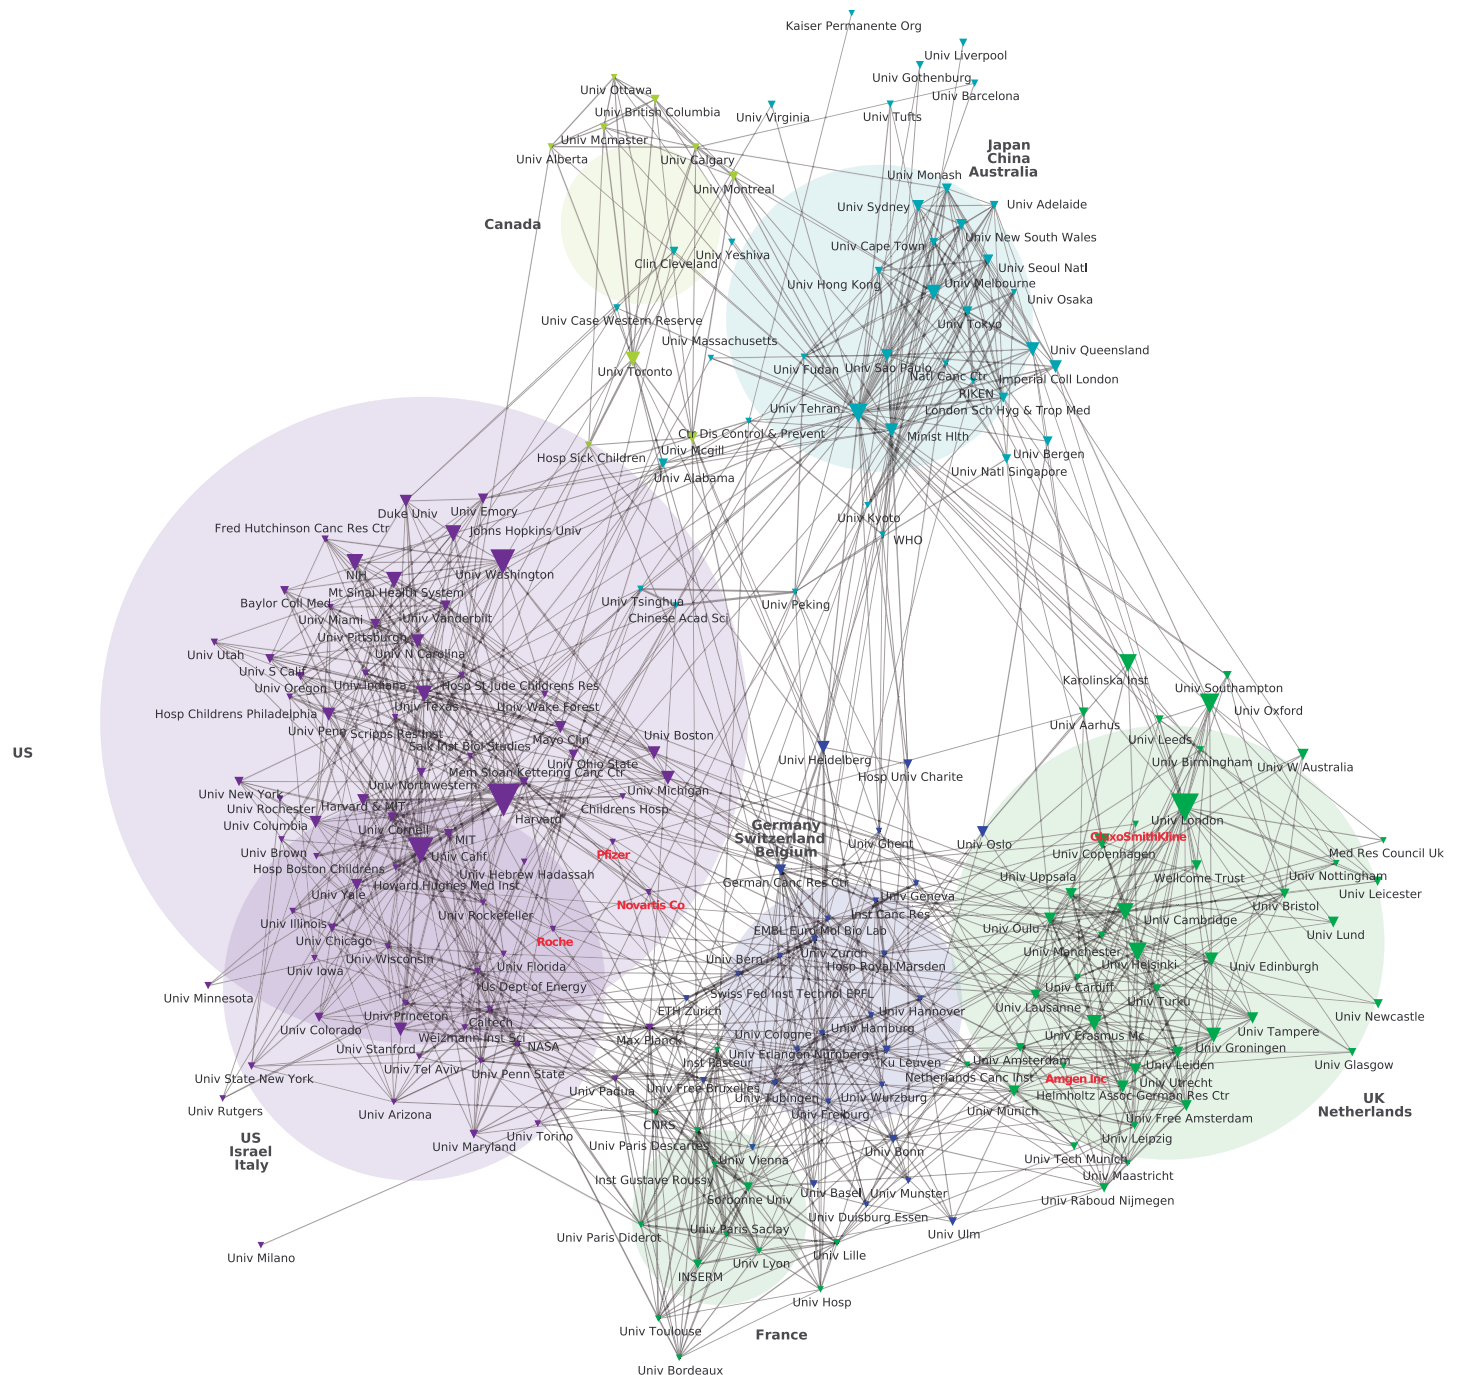 Kaiser Permanente Org
Univ Liverpool
Univ Gothenburg
Univ Barcelona
Univ Ottawa
Univ British Columbia
Univ Virginia
Univ Tufts
Univ Mcmaster
Univ Alberta
Univ Calgary
Japan
China
Australia
Univ Monash
Univ Montreal
Univ Sydney
Univ Adelaide
Canada
Univ New South Wales
Univ Cape Town
Univ Yeshiva
Clin Cleveland
Univ Seoul Natl
Univ Hong Kong
Univ Melbourne
Univ Osaka
Univ Case Western Reserve
Univ Tokyo
Univ Massachusetts
Univ Queensland
Univ Toronto
Univ Fudan
Univ Sao Paulo
Natl Canc Ctr
Imperial Coll London
RIKEN
Univ Tehran
London Sch Hyg & Trop Med
Ctr Dis Control & Prevent
Minist Hlth
Univ Mcgill
Hosp Sick Children
Univ Bergen
Univ Natl Singapore
Univ Alabama
Duke Univ
Univ Emory
Univ Kyoto
Fred Hutchinson Canc Res Ctr
Johns Hopkins Univ
WHO
NIH
Univ Washington
Mt Sinai Health System
Baylor Coll Med
Univ Tsinghua
Univ Peking
Univ Miami
Univ Vanderbilt
Chinese Acad Sci
Univ Pittsburgh
Univ Utah
Univ N Carolina
Univ S Calif
Karolinska Inst
Univ Oregon
Univ Indiana
Hosp St Jude Childrens Res
Univ Southampton
Univ Texas
Univ Wake Forest
Univ Oxford
Hosp Childrens Philadelphia
Univ Aarhus
Univ Penn
Scripps Res Inst
Univ Leeds
Mayo Clin
Univ Boston
Salk Inst Biol Studies
US
Univ Ohio State
Univ Heidelberg
Univ Birmingham
Univ W Australia
Mem Sloan Kettering Canc Ctr
Hosp Univ Charite
Univ Northwestern
Univ Michigan
Univ New York
Univ Rochester
Harvard & MIT
Childrens Hosp
Harvard
Univ Columbia
Univ Cornell
Univ London
Germany
Switzerland
Belgium
MIT
GlaxoSmithKline
Univ Ghent
Univ Oslo
Univ Brown
Univ Calif
Pfizer
Univ Copenhagen
Med Res Council Uk
Hosp Boston Childrens
Univ Hebrew Hadassah
Howard Hughes Med Inst
German Canc Res Ctr
Univ Uppsala
Wellcome Trust
Univ Nottingham
Univ Yale
Univ Geneva
Univ Leicester
Univ Bristol
Novartis Co
Univ Rockefeller
Inst Canc Res
Univ Cambridge
Univ Illinois
Univ Oulu
EMBL Euro Mol Bio Lab
Univ Lund
Univ Chicago
Roche
Univ Zurich
Univ Manchester
Univ Wisconsin
Univ Bern
Hosp Royal Marsden
Univ Helsinki
Univ Edinburgh
Univ Iowa
Univ Florida
Us Dept of Energy
Swiss Fed Inst Technol EPFL
Univ Cardiff
Univ Minnesota
Univ Lausanne
Univ Turku
ETH Zurich
Univ Hannover
Univ Princeton
Univ Newcastle
Caltech
Univ Colorado
Weizmann Inst Sci
Max Planck
Univ Cologne
Univ Hamburg
Univ Erasmus Mc
Univ Tampere
Univ Stanford
NASA
Univ Erlangen Nurnberg
Univ Groningen
Inst Pasteur
Ku Leuven
Univ Amsterdam
Univ Tel Aviv
Univ Leiden
Univ Glasgow
Univ State New York
Univ Penn State
Univ Padua
Univ Free Bruxelles
Netherlands Canc Inst
Amgen Inc
Univ Utrecht
Helmholtz Assoc German Res Ctr
Univ Tubingen
Univ Wurzburg
UK
Netherlands
Univ Rutgers
Univ Arizona
CNRS
Univ Freiburg
Univ Munich
Univ Free Amsterdam
Univ Torino
US
Israel
Italy
Univ Leipzig
Univ Maryland
Univ Paris Descartes
Univ Vienna
Univ Bonn
Univ Tech Munich
Univ Maastricht
Inst Gustave Roussy
Univ Basel
Univ Munster
Sorbonne Univ
Univ Raboud Nijmegen
Univ Duisburg Essen
Univ Paris Diderot
Univ Paris Saclay
Univ Ulm
Univ Milano
Univ Lyon
Univ Lille
INSERM
Univ Hosp
Univ Toulouse
France
Univ Bordeaux